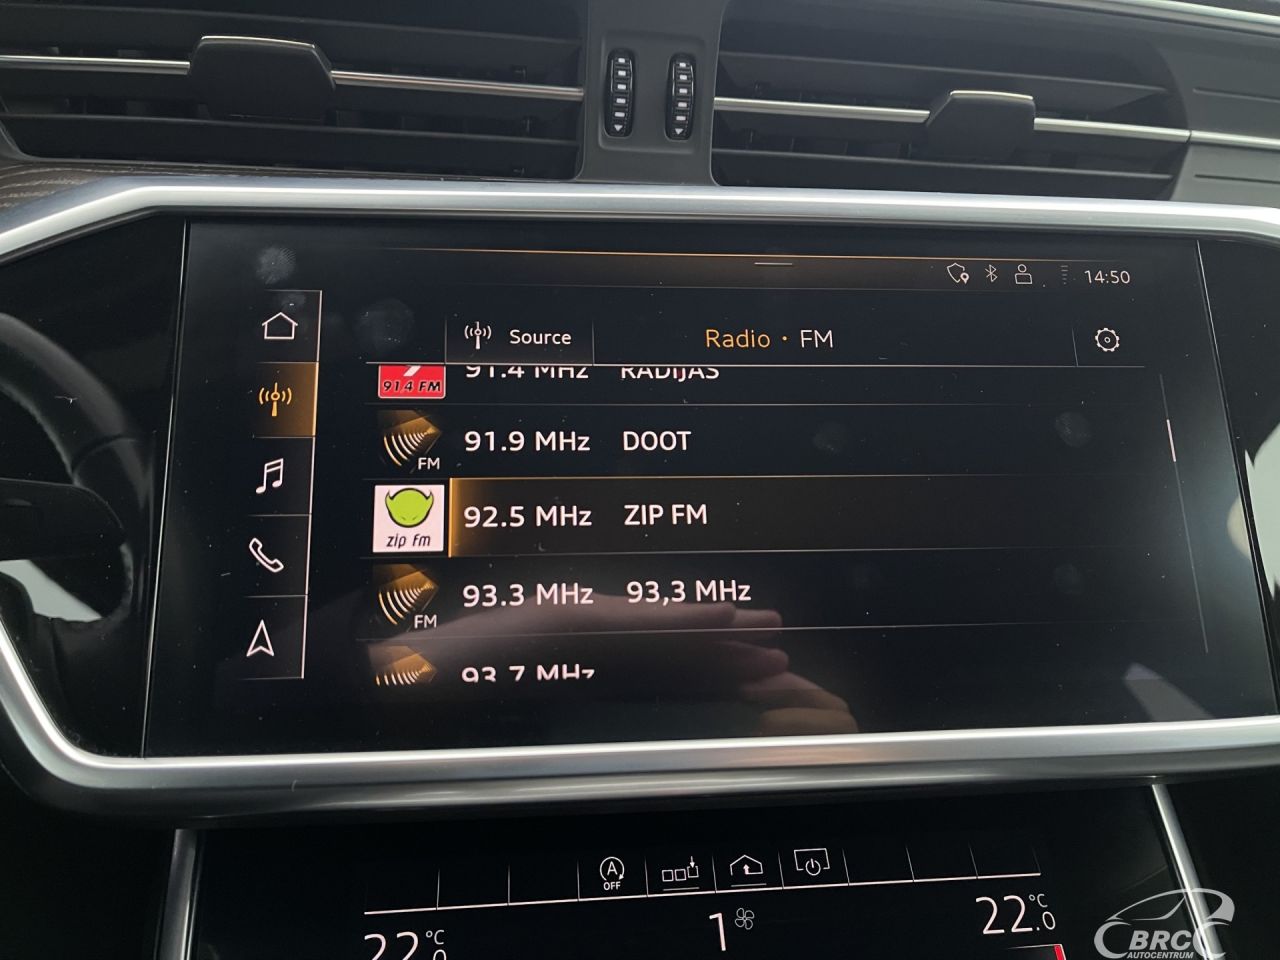 14:50
Source
Radio • FM
91.4 FM 91.4 MHz RADIJAS
FM 91.9 MHz DOOT
zip fm 92.5 MHz ZIP FM
FM 93.3 MHz 93,3 MHz
93.7 MHz
A
OFF
22.0 °C
1
22.0 °C
BRC
AUTOCENTRUM